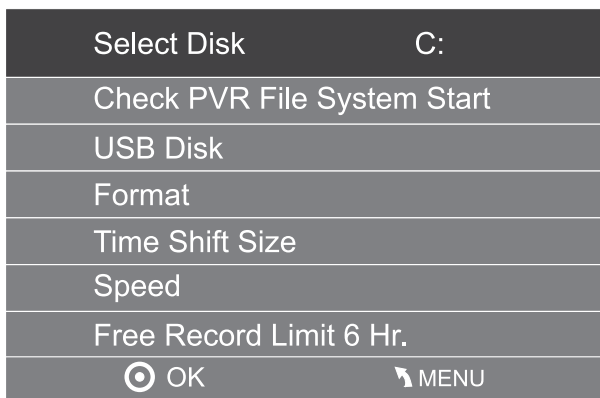 Select Disk C:
Check PVR File System Start
USB Disk
Format
Time Shift Size
Speed
Free Record Limit 6 Hr.
OK MENU